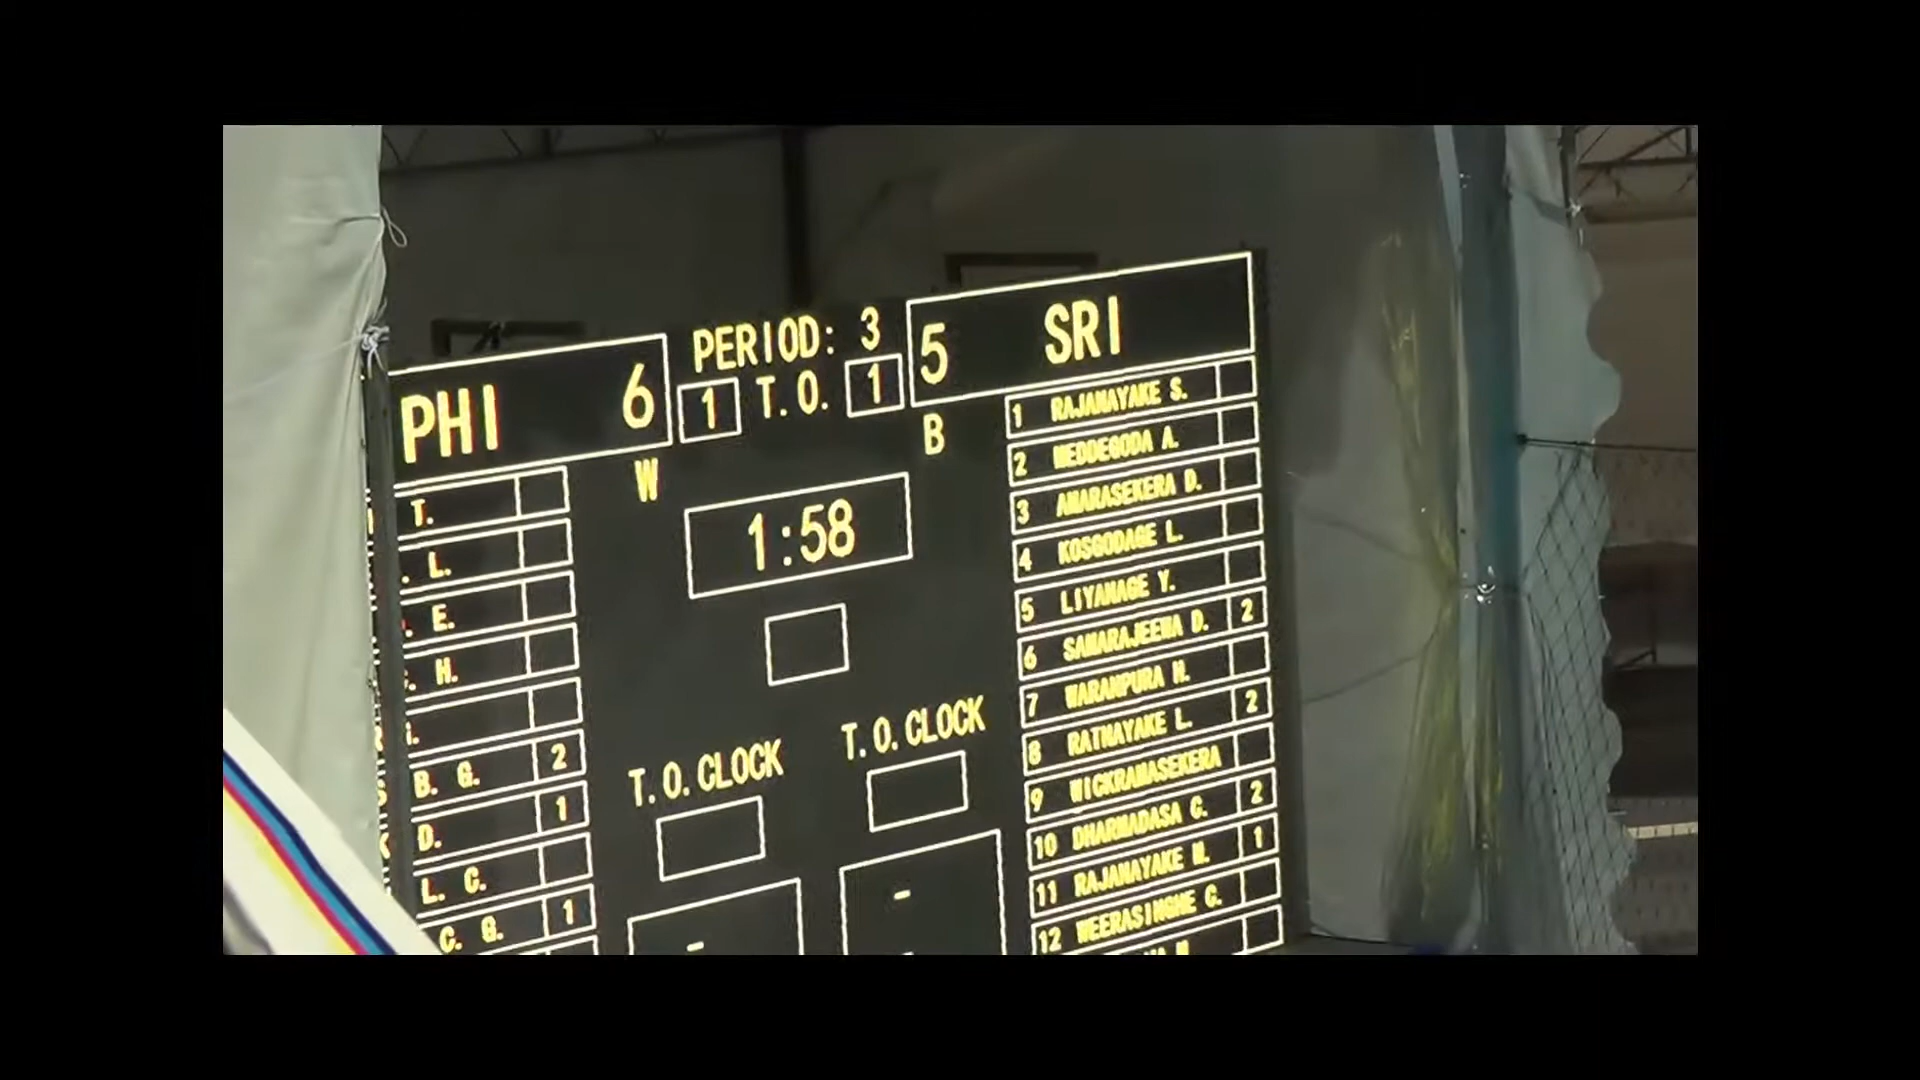 PHI 6
PERIOD: 3
1 T.O. 1
5 SRI
W
B
1:58
T.
. L.
. E.
. H.
B. G. 2
D. 1
L. C.
C. G. 1
T.O.CLOCK
T.O.CLOCK
-
-
1 RAJANAYAKE S.
2 MEDDEGODA A.
3 AMARASEKERA D.
4 KOSGODAGE L.
5 LIYANAGE Y.
6 SAMARAJEEWA D. 2
7 WARANPURA H.
8 RATNAYAKE L. 2
9 WICKRAMASEKERA
10 DHARMADASA C. 2
11 RAJANAYAKE M. 1
12 WEERASINGHE C.